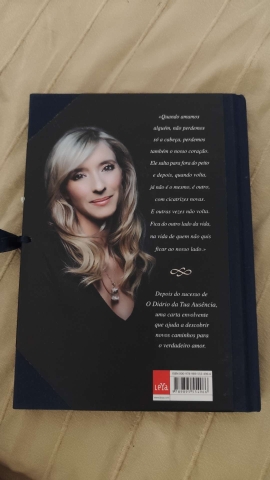 «Quando amamos
alguém, não perdemos
só a cabeça, perdemos
também o nosso coração.
Ele salta para fora do peito
e depois, quando volta,
já não é o mesmo, é outro,
com cicatrizes novas.
E outras vezes não volta.
Fica do outro lado da vida,
na vida de quem não quis
ficar ao nosso lado.»
Depois do sucesso de
O Diário da Tua Ausência,
uma carta envolvente
que ajuda a descobrir
novos caminhos para
o verdadeiro amor.